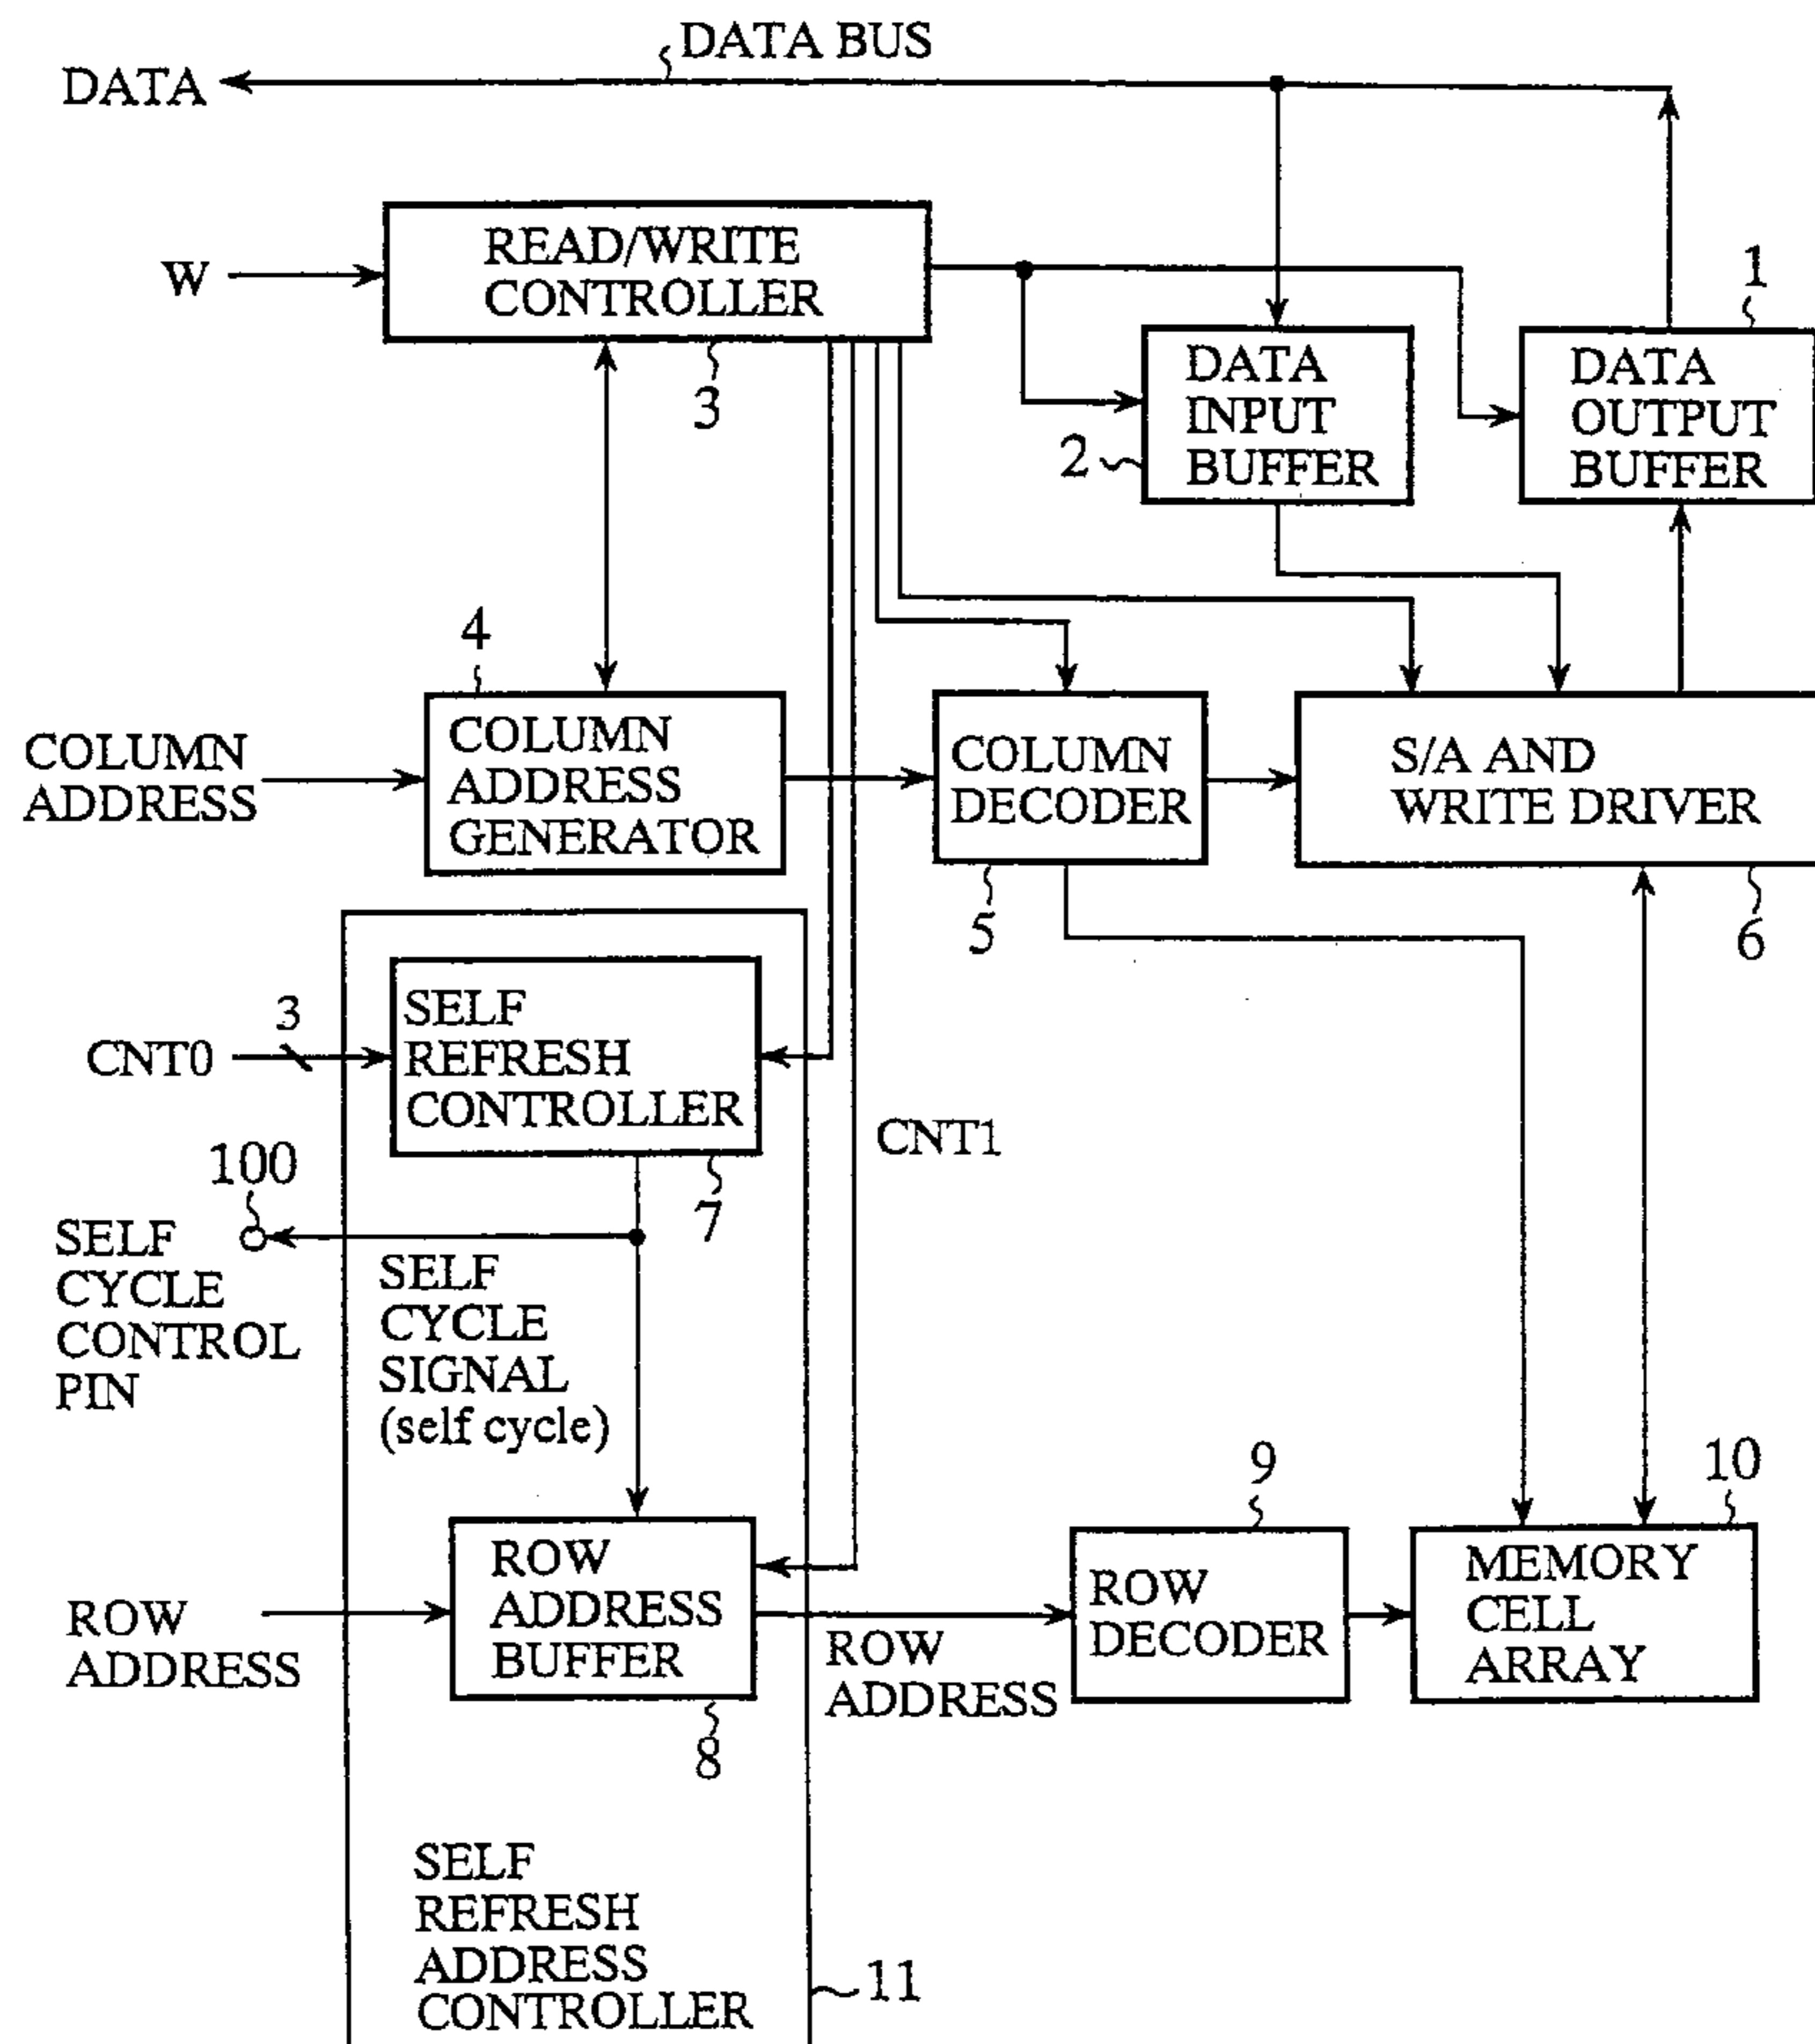 DATA BUS
DATA
READ/WRITE
CONTROLLER
W
3
1
DATA
INPUT
BUFFER
2
DATA
OUTPUT
BUFFER
4
COLUMN
ADDRESS
COLUMN
ADDRESS
GENERATOR
COLUMN
DECODER
S/A AND
WRITE DRIVER
5
6
3
CNT0
SELF
REFRESH
CONTROLLER
CNT1
7
100
SELF
CYCLE
CONTROL
PIN
SELF
CYCLE
SIGNAL
(self cycle)
9
10
ROW
ADDRESS
ROW
ADDRESS
BUFFER
ROW
ADDRESS
ROW
DECODER
MEMORY
CELL
ARRAY
8
SELF
REFRESH
ADDRESS
CONTROLLER
11